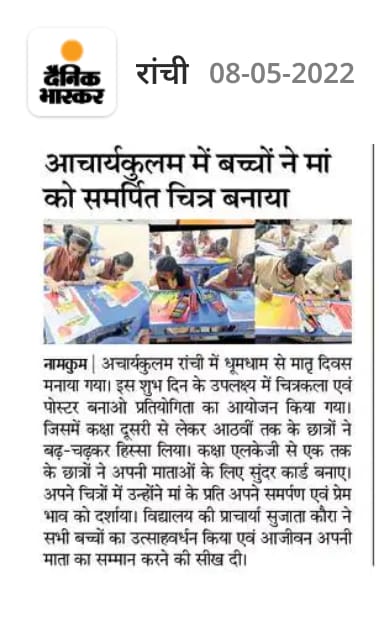 दैनिक
भास्कर
रांची 08-05-2022
आचार्यकुलम में बच्चों ने मां
को समर्पित चित्र बनाया
नामकुम | आचार्यकुलम रांची में धूमधाम से मातृ दिवस
मनाया गया। इस शुभ दिन के उपलक्ष्य में चित्रकला एवं
पोस्टर बनाओ प्रतियोगिता का आयोजन किया गया।
जिसमें कक्षा दूसरी से लेकर आठवीं तक के छात्रों ने
बढ़-चढ़कर हिस्सा लिया। कक्षा एलकेजी से एक तक
के छात्रों ने अपनी माताओं के लिए सुंदर कार्ड बनाए।
अपने चित्रों में उन्होंने मां के प्रति अपने समर्पण एवं प्रेम
भाव को दर्शाया। विद्यालय की प्राचार्या सुजाता कौरा ने
सभी बच्चों का उत्साहवर्धन किया एवं आजीवन अपनी
माता का सम्मान करने की सीख दी।